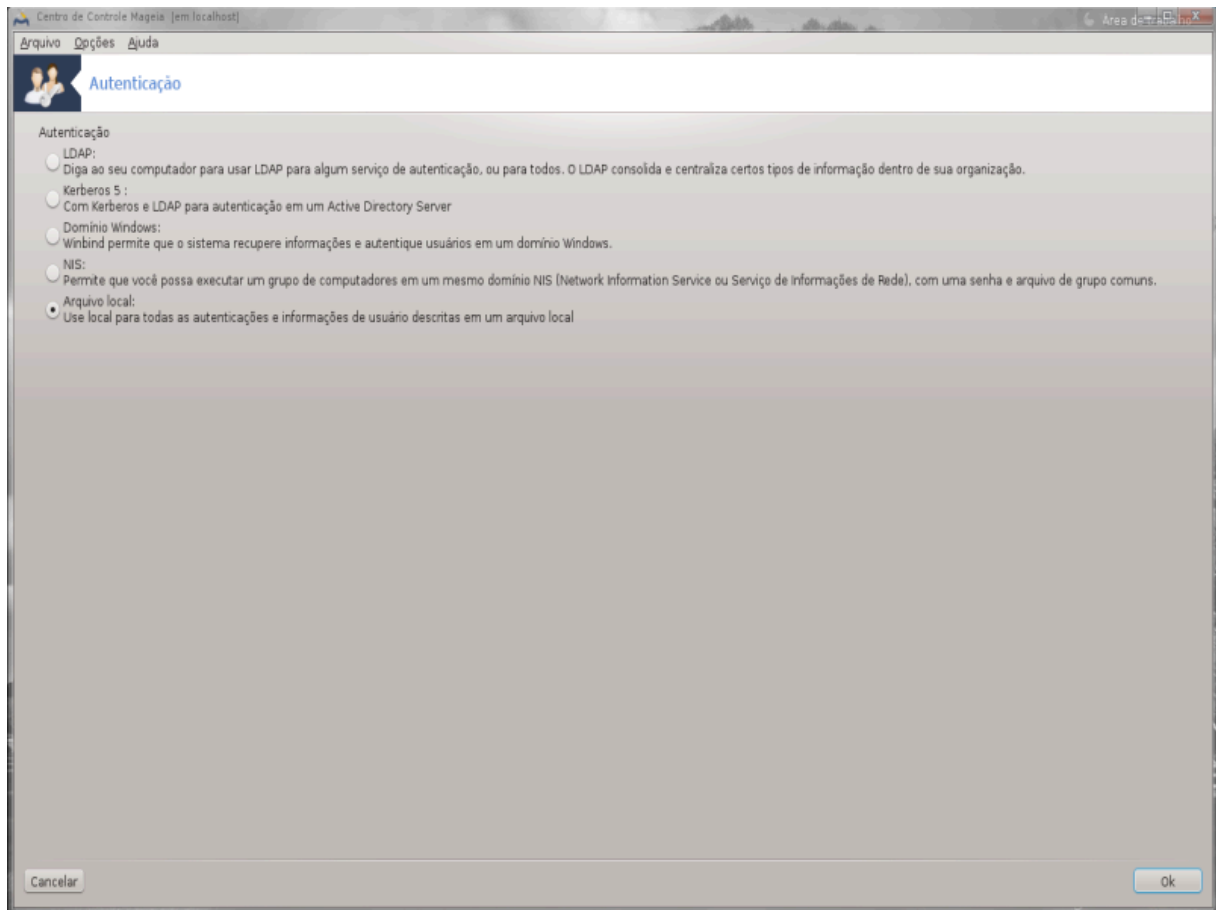 Centro de Controle Mageia [em localhost]
Área de
Arquivo Opções Ajuda
Autenticação
Autenticação
LDAP:
Diga ao seu computador para usar LDAP para algum serviço de autenticação, ou para todos. O LDAP consolida e centraliza certos tipos de informação dentro de sua organização.
Kerberos 5 :
Com Kerberos e LDAP para autenticação em um Active Directory Server
Domínio Windows:
Winbind permite que o sistema recupere informações e autentique usuários em um domínio Windows.
NIS:
Permite que você possa executar um grupo de computadores em um mesmo domínio NIS (Network Information Service ou Serviço de Informações de Rede), com uma senha e arquivo de grupo comuns.
Arquivo local:
Use local para todas as autenticações e informações de usuário descritas em um arquivo local
Cancelar
Ok